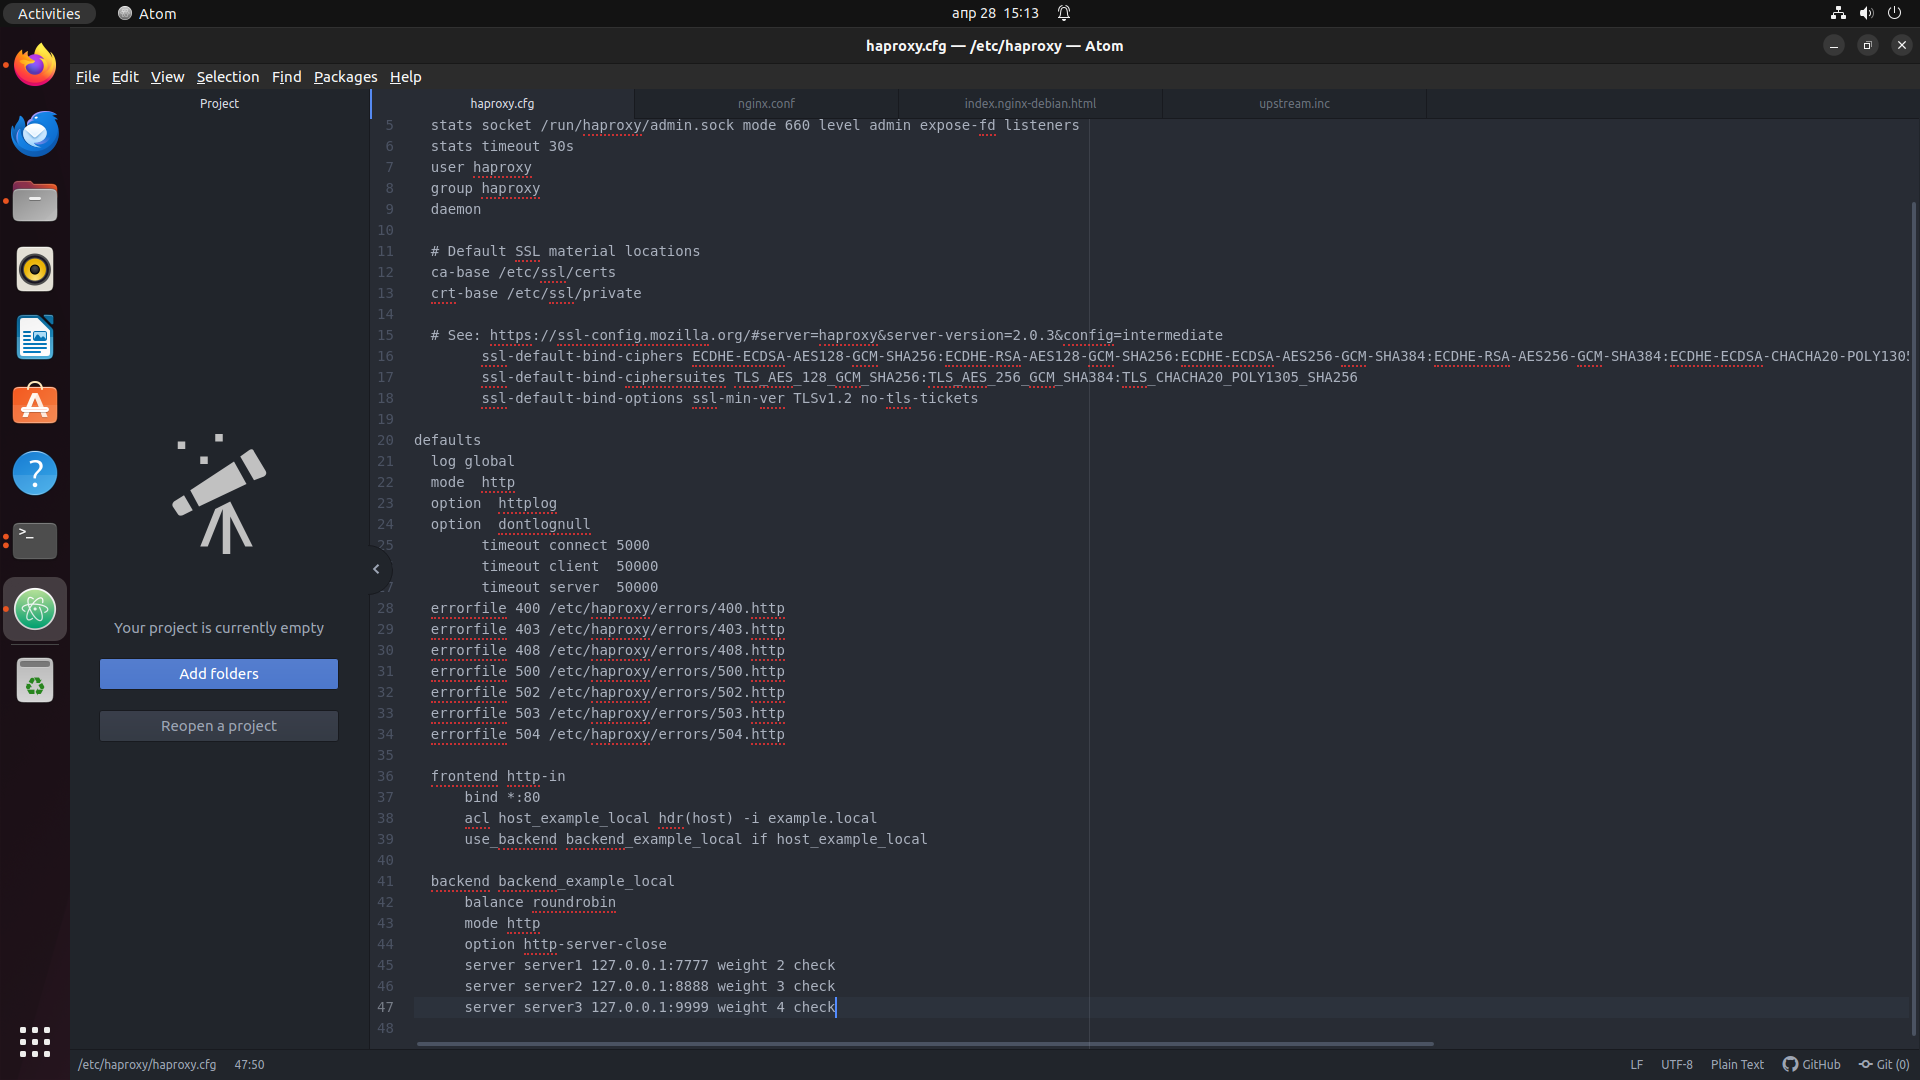 Activities
Atom
апр 28 15:13
haproxy.cfg — /etc/haproxy — Atom
File Edit View Selection Find Packages Help
Project
haproxy.cfg
nginx.conf
index.nginx-debian.html
upstream.inc
5 stats socket /run/haproxy/admin.sock mode 660 level admin expose-fd listeners
6 stats timeout 30s
7 user haproxy
8 group haproxy
9 daemon
10
11 # Default SSL material locations
12 ca-base /etc/ssl/certs
13 crt-base /etc/ssl/private
14
15 # See: https://ssl-config.mozilla.org/#server=haproxy&server-version=2.0.3&config=intermediate
16 ssl-default-bind-ciphers ECDHE-ECDSA-AES128-GCM-SHA256:ECDHE-RSA-AES128-GCM-SHA256:ECDHE-ECDSA-AES256-GCM-SHA384:ECDHE-RSA-AES256-GCM-SHA384:ECDHE-ECDSA-CHACHA20-POLY1305
17 ssl-default-bind-ciphersuites TLS_AES_128_GCM_SHA256:TLS_AES_256_GCM_SHA384:TLS_CHACHA20_POLY1305_SHA256
18 ssl-default-bind-options ssl-min-ver TLSv1.2 no-tls-tickets
19
20 defaults
21 log global
22 mode http
23 option httplog
24 option dontlognull
25 timeout connect 5000
timeout client 50000
7 timeout server 50000
28 errorfile 400 /etc/haproxy/errors/400.http
29 errorfile 403 /etc/haproxy/errors/403.http
30 errorfile 408 /etc/haproxy/errors/408.http
31 errorfile 500 /etc/haproxy/errors/500.http
32 errorfile 502 /etc/haproxy/errors/502.http
33 errorfile 503 /etc/haproxy/errors/503.http
34 errorfile 504 /etc/haproxy/errors/504.http
35
36 frontend http-in
37 bind *:80
38 acl host_example_local hdr(host) -i example.local
39 use_backend backend_example_local if host_example_local
40
41 backend backend_example_local
42 balance roundrobin
43 mode http
44 option http-server-close
45 server server1 127.0.0.1:7777 weight 2 check
46 server server2 127.0.0.1:8888 weight 3 check
47 server server3 127.0.0.1:9999 weight 4 check
48
Your project is currently empty
Add folders
Reopen a project
/etc/haproxy/haproxy.cfg 47:50
LF UTF-8 Plain Text GitHub Git (0)